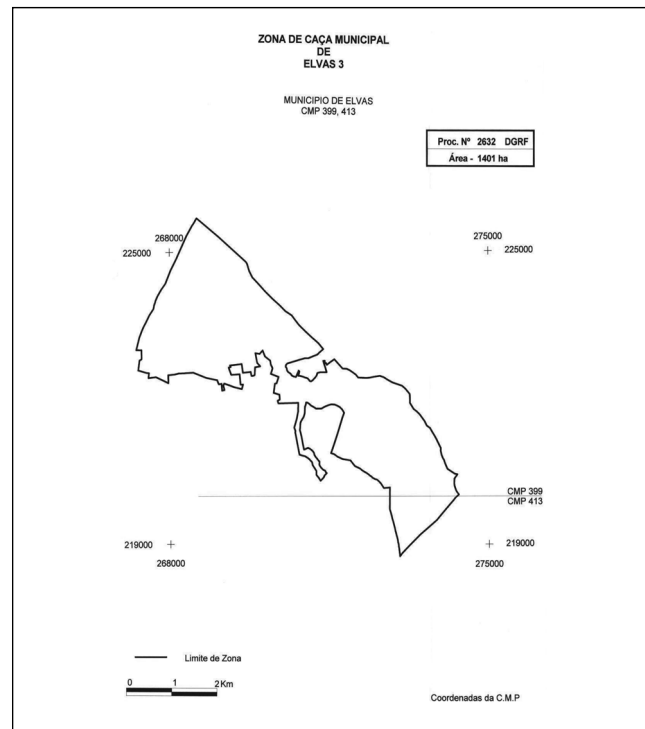 ZONA DE CAÇA MUNICIPAL
DE
ELVAS 3
MUNICIPIO DE ELVAS
CMP 399, 413
Proc. Nº 2632 DGRF
Área - 1401 ha
268000
225000
275000
225000
CMP 399
CMP 413
219000
268000
219000
275000
Limite de Zona
0 1 2 Km
Coordenadas da C.M.P